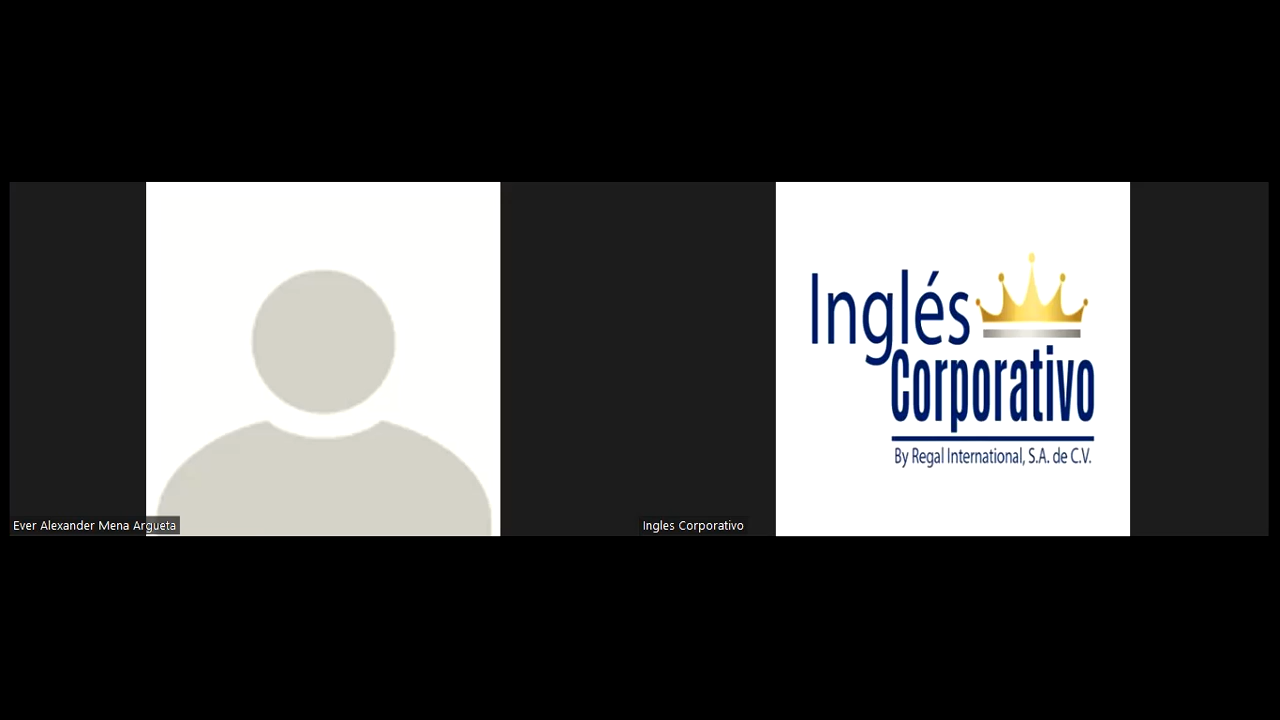 Inglés
Corporativo
By Regal International, S.A. de C.V.
Ever Alexander Mena Argueta
Ingles Corporativo